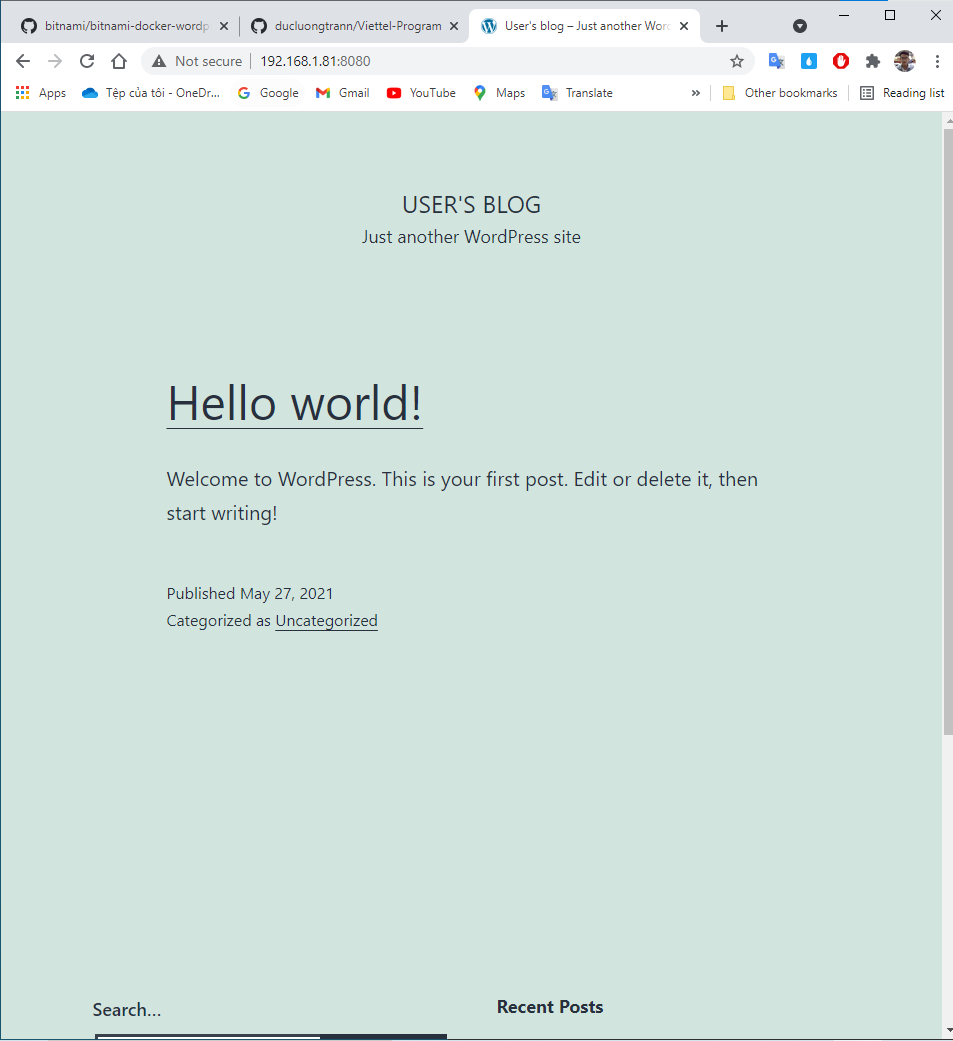 bitnami/bitnami-docker-wordp
ducluongtrann/Viettel-Program
User's blog – Just another Wor
Not secure
192.168.1.81:8080
Apps
Tệp của tôi - OneDr...
Google
Gmail
YouTube
Maps
Translate
»
Other bookmarks
Reading list
USER'S BLOG
Just another WordPress site
Hello world!
Welcome to WordPress. This is your first post. Edit or delete it, then
start writing!
Published May 27, 2021
Categorized as Uncategorized
Search…
Recent Posts